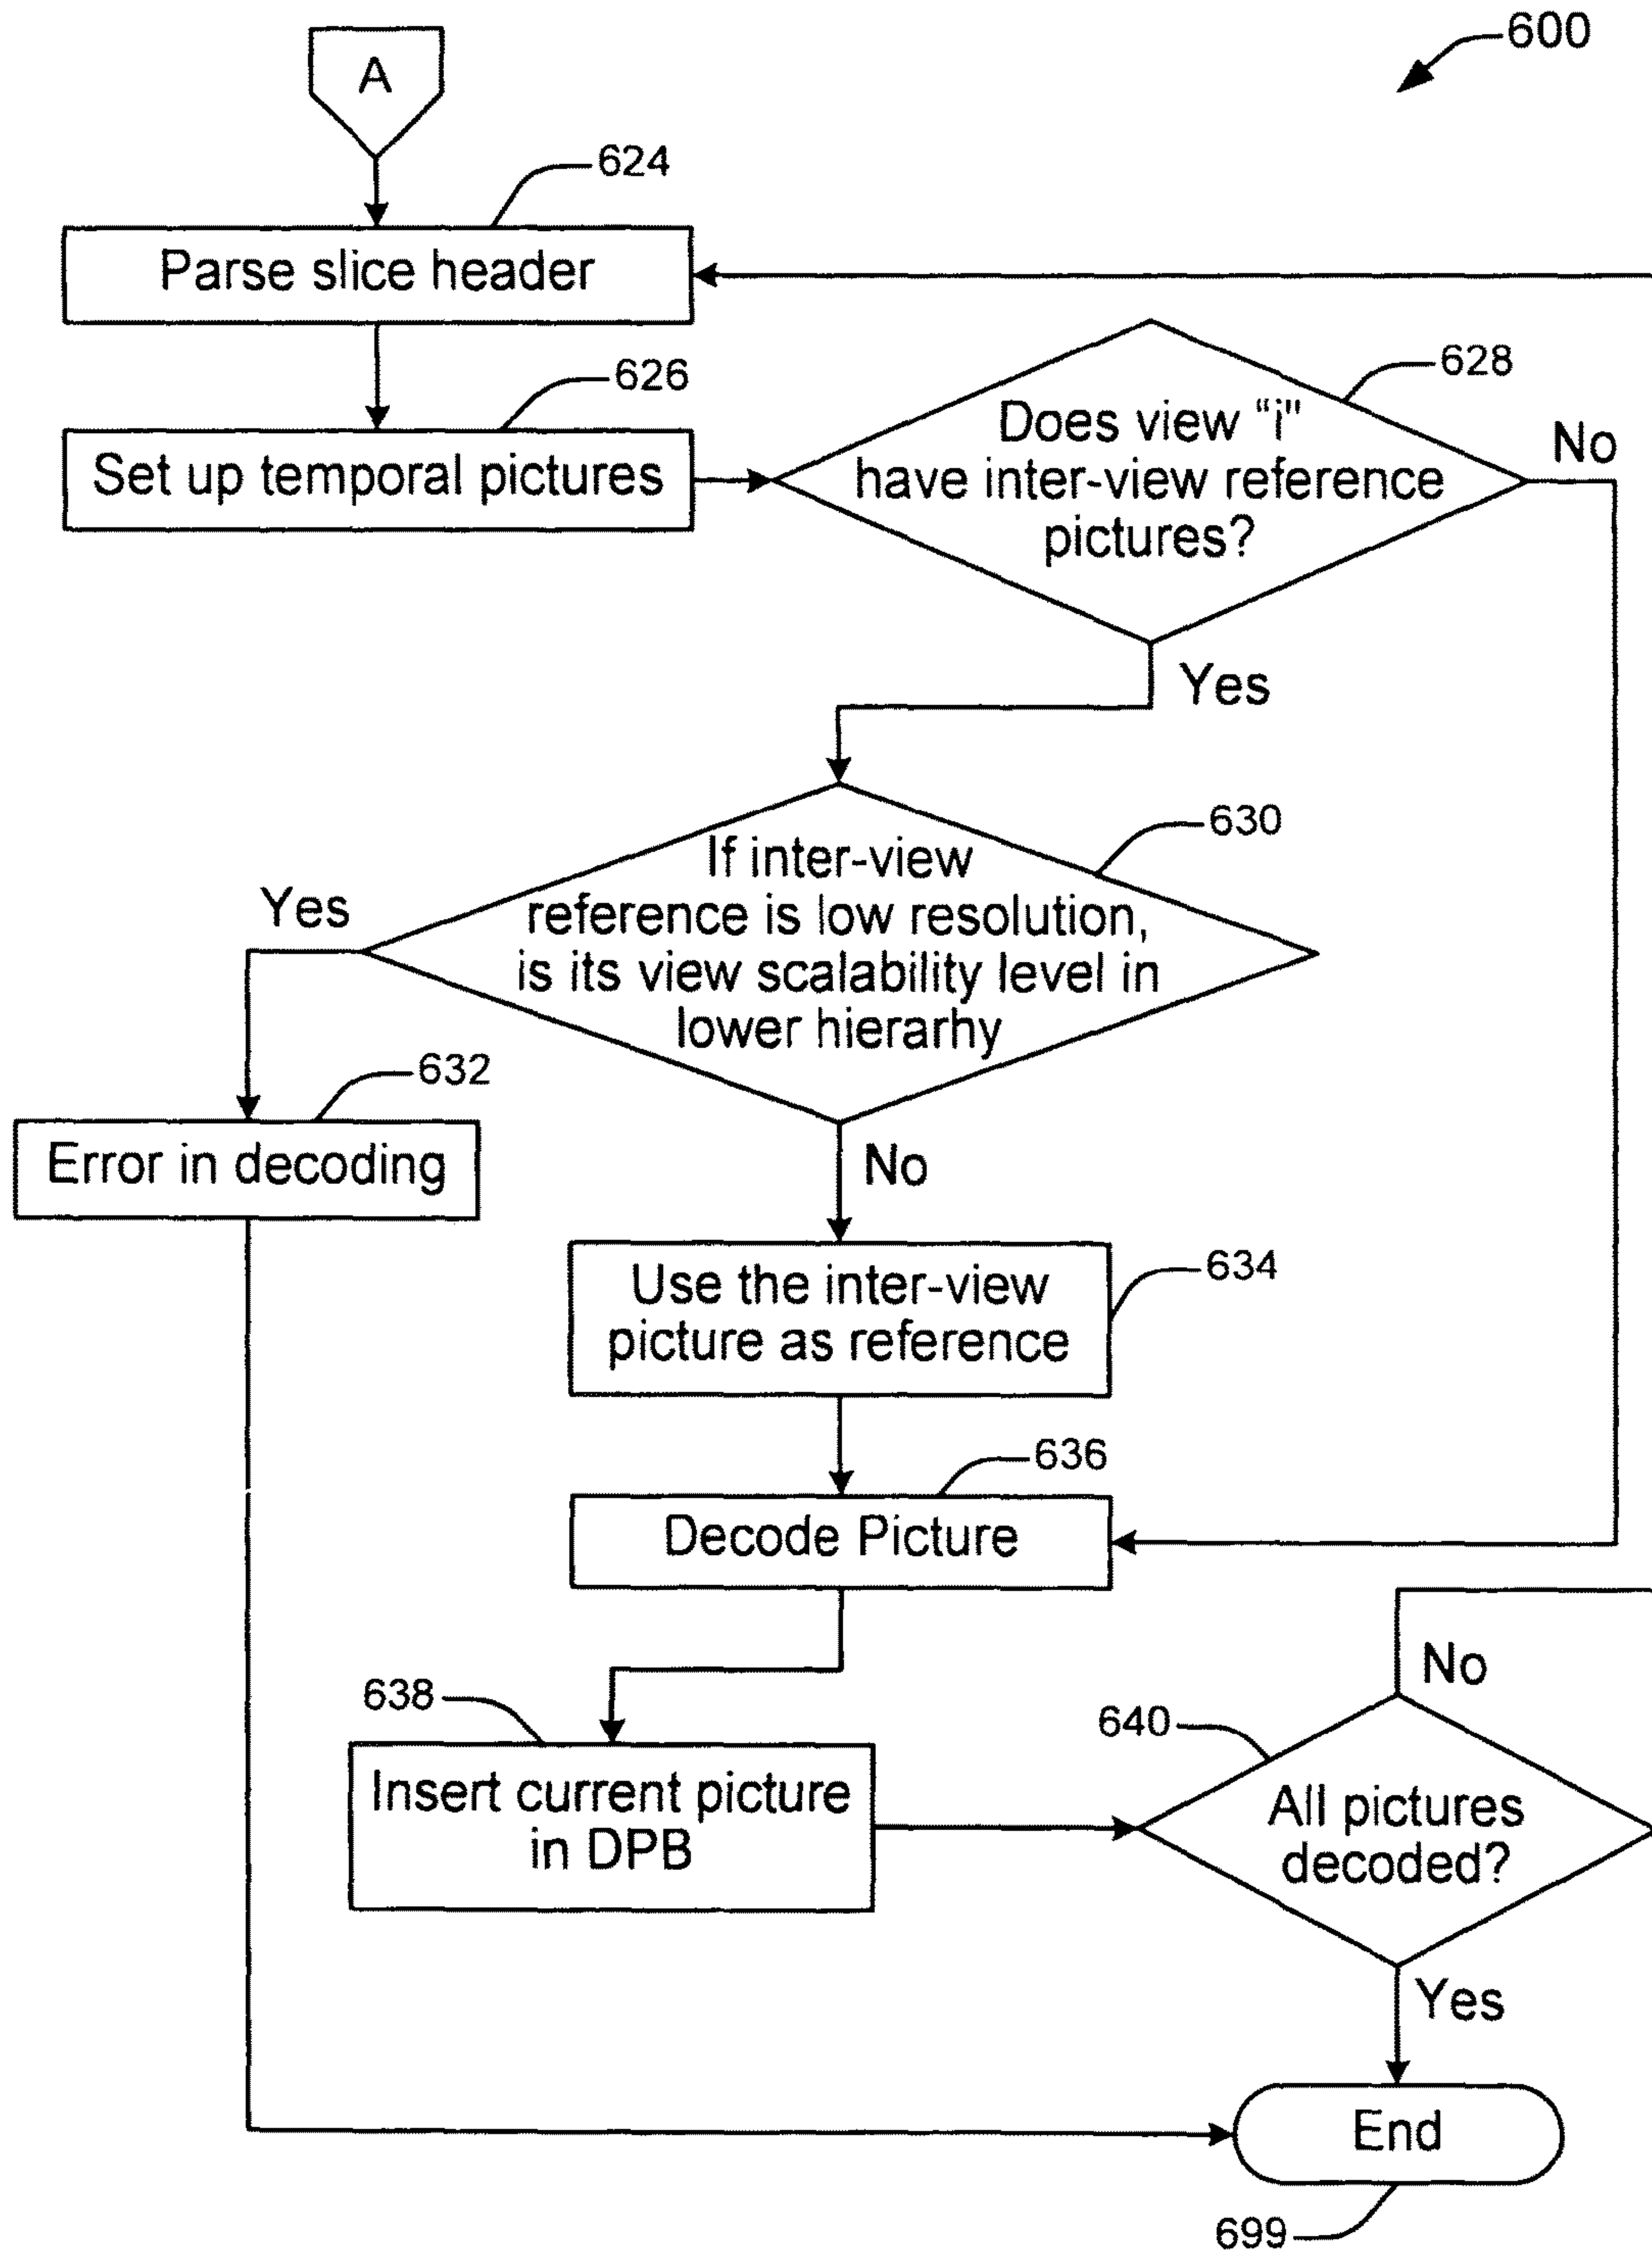 600
A
624
Parse slice header
626
Set up temporal pictures
628
Does view “i"
have inter-view reference
pictures?
No
Yes
630
If inter-view
reference is low resolution,
is its view scalability level in
lower hierarhy
Yes
632
Error in decoding
No
634
Use the inter-view
picture as reference
636
Decode Picture
638
Insert current picture
in DPB
640
No
All pictures
decoded?
Yes
End
699